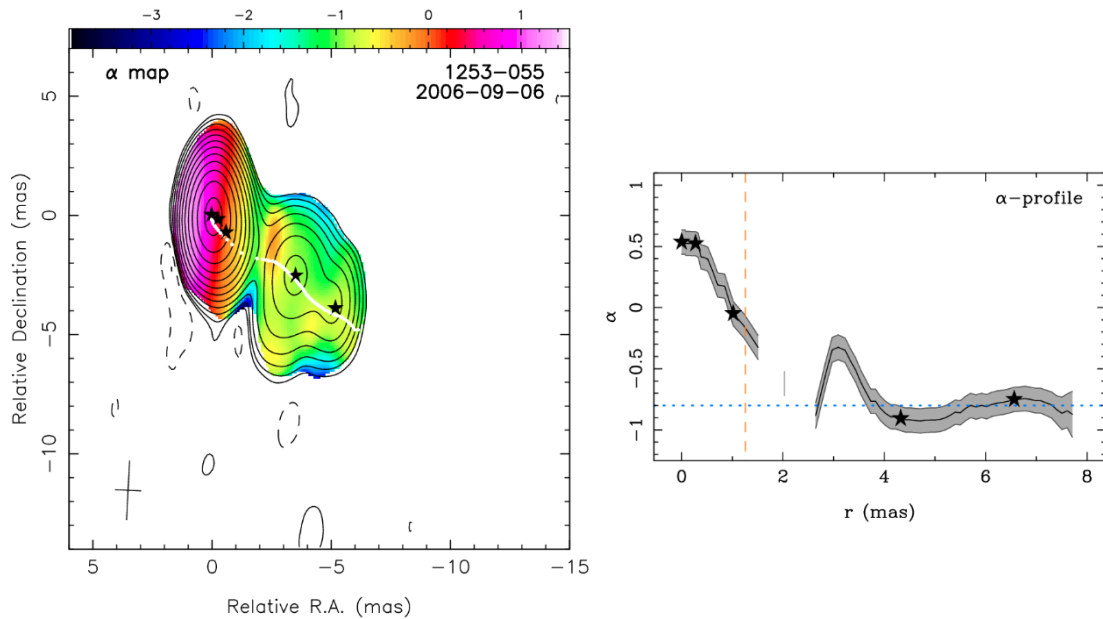 −3 −2 −1 0 1
α map
1253−055
2006−09−06
5
0
−5
−10
Relative Declination (mas)
5 0 −5 −10 −15
Relative R.A. (mas)
α−profile
1
0.5
0
−0.5
−1
α
0 2 4 6 8
r (mas)